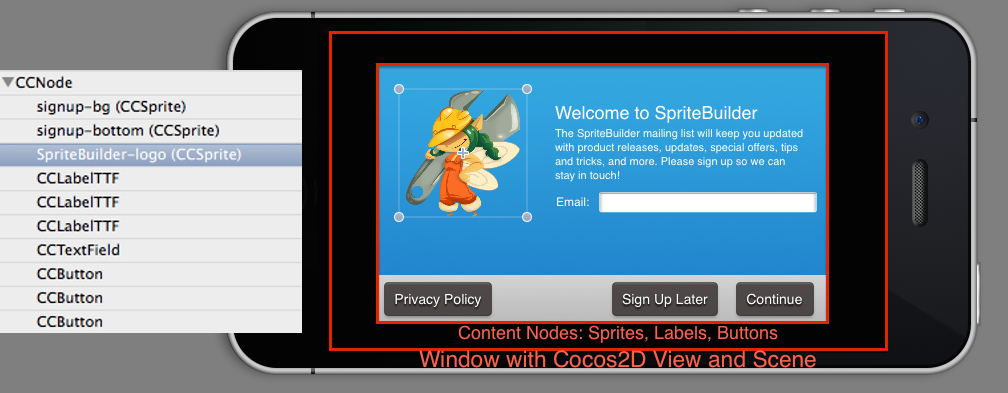 CCNode
signup-bg (CCSprite)
signup-bottom (CCSprite)
SpriteBuilder-logo (CCSprite)
CCLabelTTF
CCLabelTTF
CCLabelTTF
CCTextField
CCButton
CCButton
CCButton
Welcome to SpriteBuilder
The SpriteBuilder mailing list will keep you updated
with product releases, updates, special offers, tips
and tricks, and more. Please sign up so we can
stay in touch!
Email:
Privacy Policy
Sign Up Later
Continue
Content Nodes: Sprites, Labels, Buttons
Window with Cocos2D View and Scene